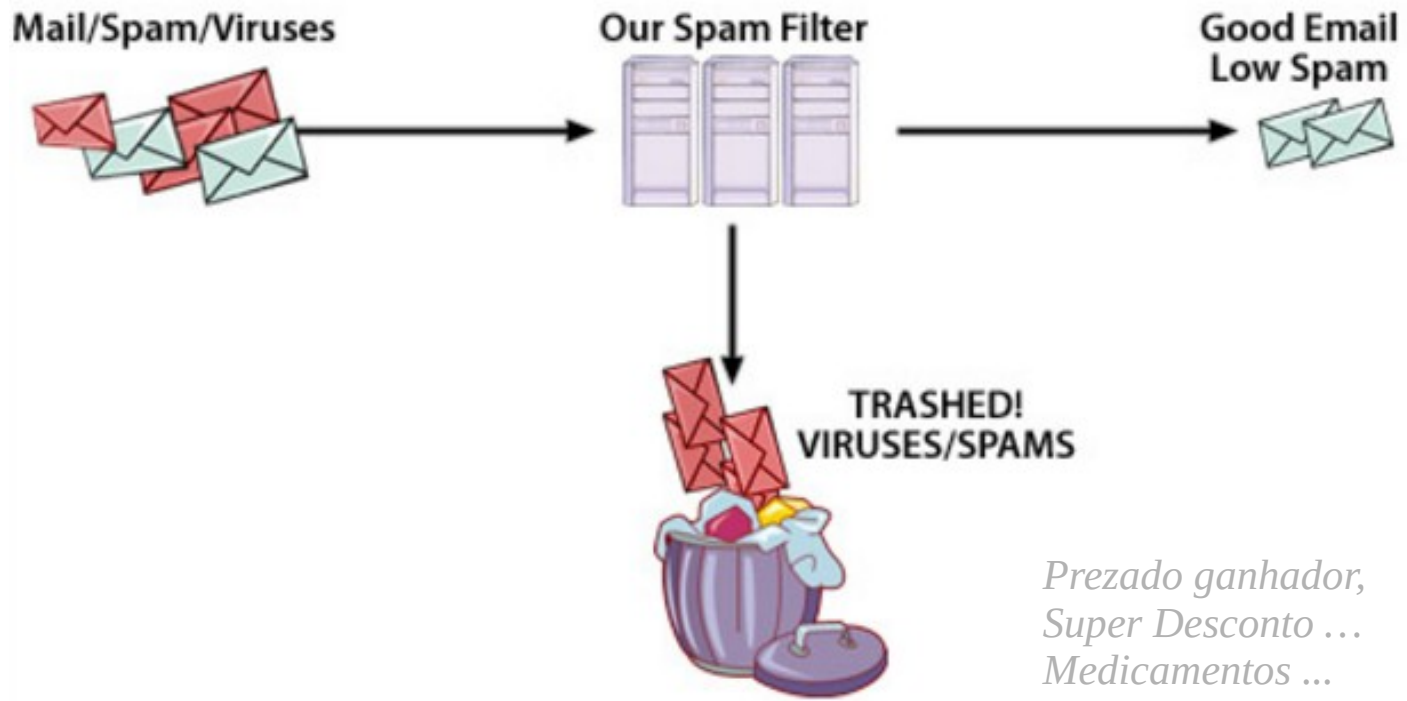 Mail/Spam/Viruses
Our Spam Filter
Good Email
Low Spam
TRASHED!
VIRUSES/SPAMS
Prezado ganhador,
Super Desconto …
Medicamentos ...